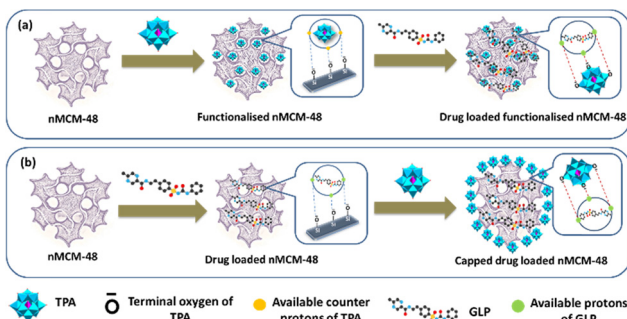 (a)
nMCM-48
Functionalised nMCM-48
Drug loaded functionalised nMCM-48
(b)
nMCM-48
Drug loaded nMCM-48
Capped drug loaded nMCM-48
TPA
Ō
Terminal oxygen of
TPA
Available counter
protons of TPA
GLP
Available protons
of GLP